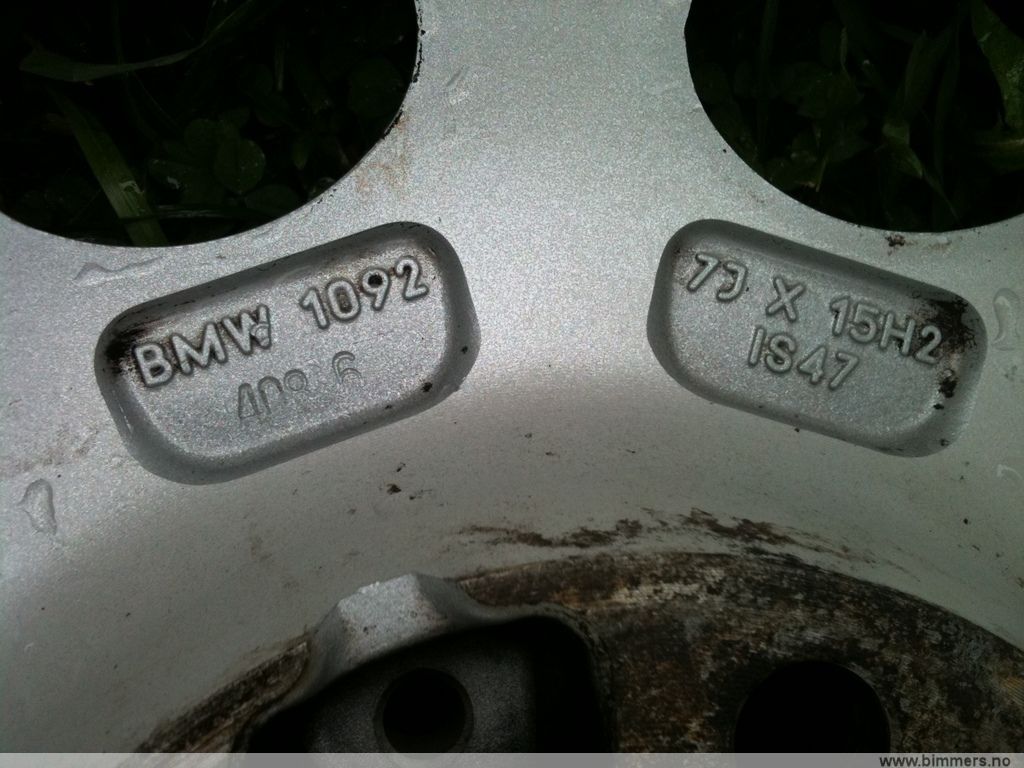 BMW 1092
7J X 15H2
IS47
www.bimmers.no